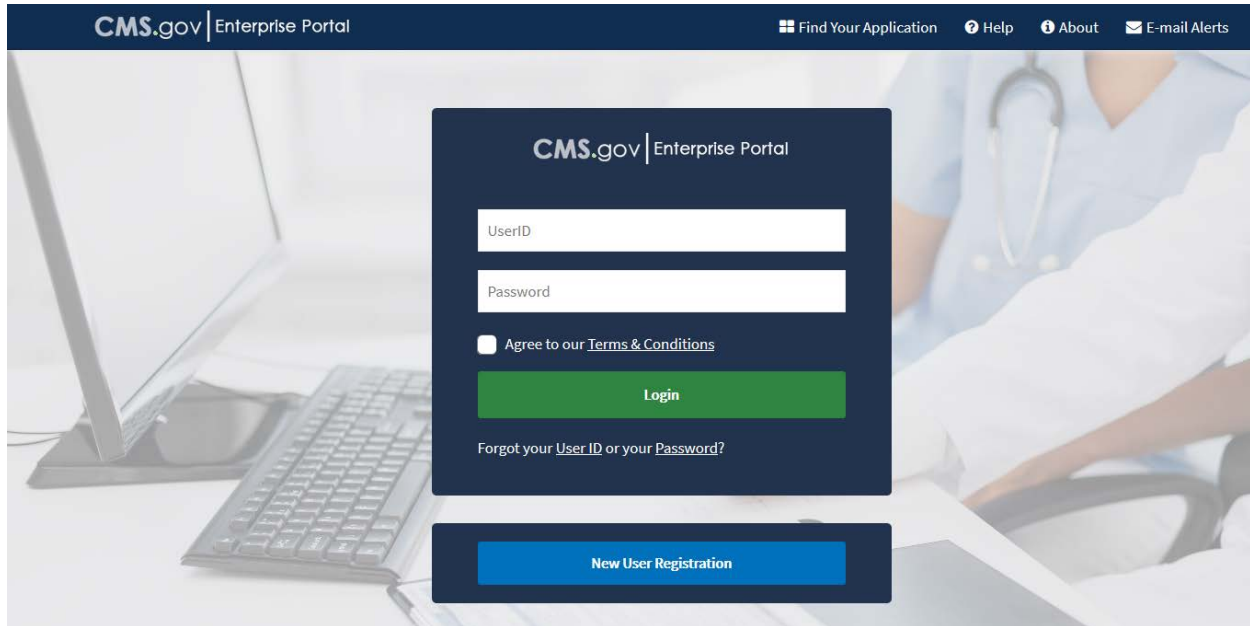 CMS.gov Enterprise Portal Find Your Application Help About E-mail Alerts
CMS.gov Enterprise Portal
UserID
Password
Agree to our Terms & Conditions
Login
Forgot your User ID or your Password?
New User Registration